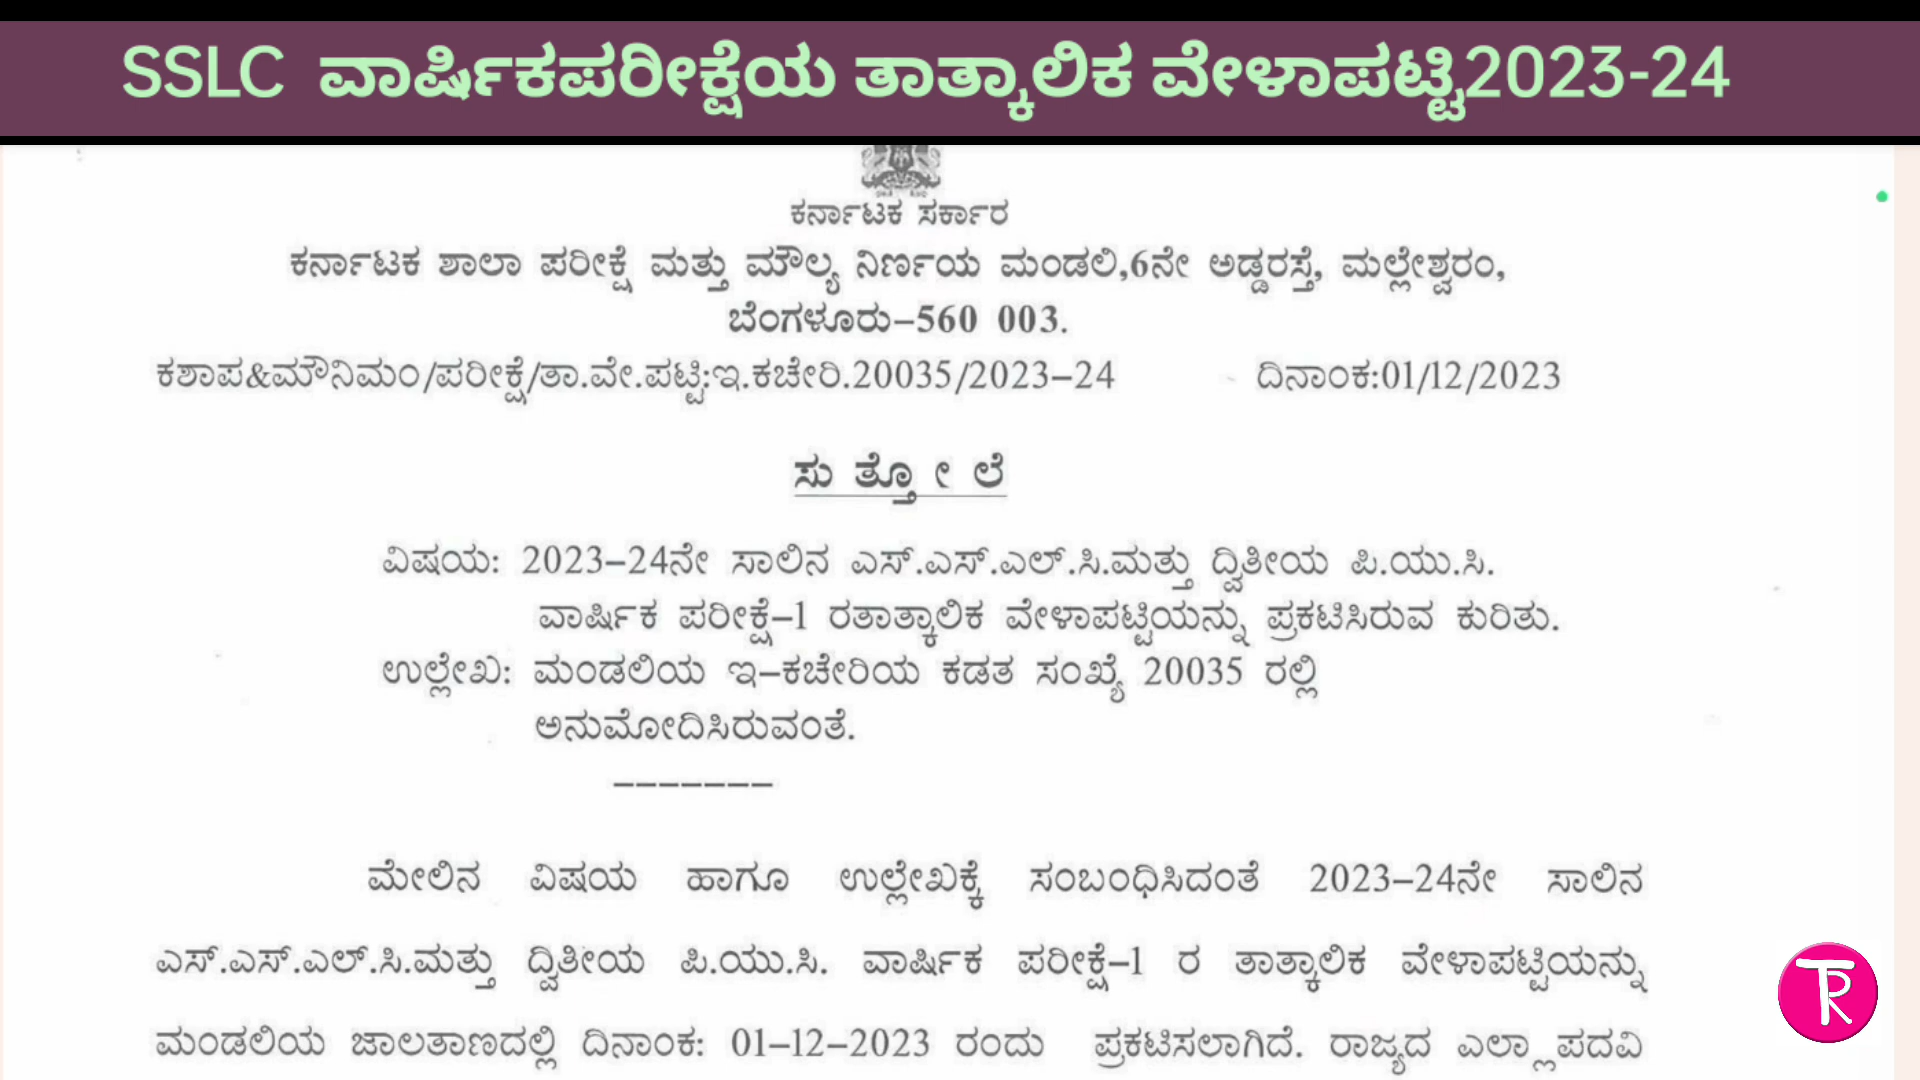 SSLC ವಾರ್ಷಿಕಪರೀಕ್ಷೆಯ ತಾತ್ಕಾಲಿಕ ವೇಳಾಪಟ್ಟಿ2023-24
ಕರ್ನಾಟಕ ಸರ್ಕಾರ
ಕರ್ನಾಟಕ ಶಾಲಾ ಪರೀಕ್ಷೆ ಮತ್ತು ಮೌಲ್ಯ ನಿರ್ಣಯ ಮಂಡಲಿ,6ನೇ ಅಡ್ಡರಸ್ತೆ, ಮಲ್ಲೇಶ್ವರಂ,
ಬೆಂಗಳೂರು–560 003.
ಕಶಾಪ&ಮೌನಿಮಂ/ಪರೀಕ್ಷೆ/ತಾ.ವೇ.ಪಟ್ಟಿ:ಇ.ಕಚೇರಿ.20035/2023–24 ದಿನಾಂಕ:01/12/2023
ಸು ತ್ತೊ ೕ ಲೆ
ವಿಷಯ: 2023–24ನೇ ಸಾಲಿನ ಎಸ್.ಎಸ್.ಎಲ್.ಸಿ.ಮತ್ತು ದ್ವಿತೀಯ ಪಿ.ಯು.ಸಿ.
ವಾರ್ಷಿಕ ಪರೀಕ್ಷೆ–1 ರತಾತ್ಕಾಲಿಕ ವೇಳಾಪಟ್ಟಿಯನ್ನು ಪ್ರಕಟಿಸಿರುವ ಕುರಿತು.
ಉಲ್ಲೇಖ: ಮಂಡಲಿಯ ಇ–ಕಚೇರಿಯ ಕಡತ ಸಂಖ್ಯೆ 20035 ರಲ್ಲಿ
ಅನುಮೋದಿಸಿರುವಂತೆ.
–––––––
ಮೇಲಿನ ವಿಷಯ ಹಾಗೂ ಉಲ್ಲೇಖಕ್ಕೆ ಸಂಬಂಧಿಸಿದಂತೆ 2023–24ನೇ ಸಾಲಿನ
ಎಸ್.ಎಸ್.ಎಲ್.ಸಿ.ಮತ್ತು ದ್ವಿತೀಯ ಪಿ.ಯು.ಸಿ. ವಾರ್ಷಿಕ ಪರೀಕ್ಷೆ–1 ರ ತಾತ್ಕಾಲಿಕ ವೇಳಾಪಟ್ಟಿಯನ್ನು
ಮಂಡಲಿಯ ಜಾಲತಾಣದಲ್ಲಿ ದಿನಾಂಕ: 01–12–2023 ರಂದು ಪ್ರಕಟಿಸಲಾಗಿದೆ. ರಾಜ್ಯದ ಎಲ್ಲಾಪದವಿ